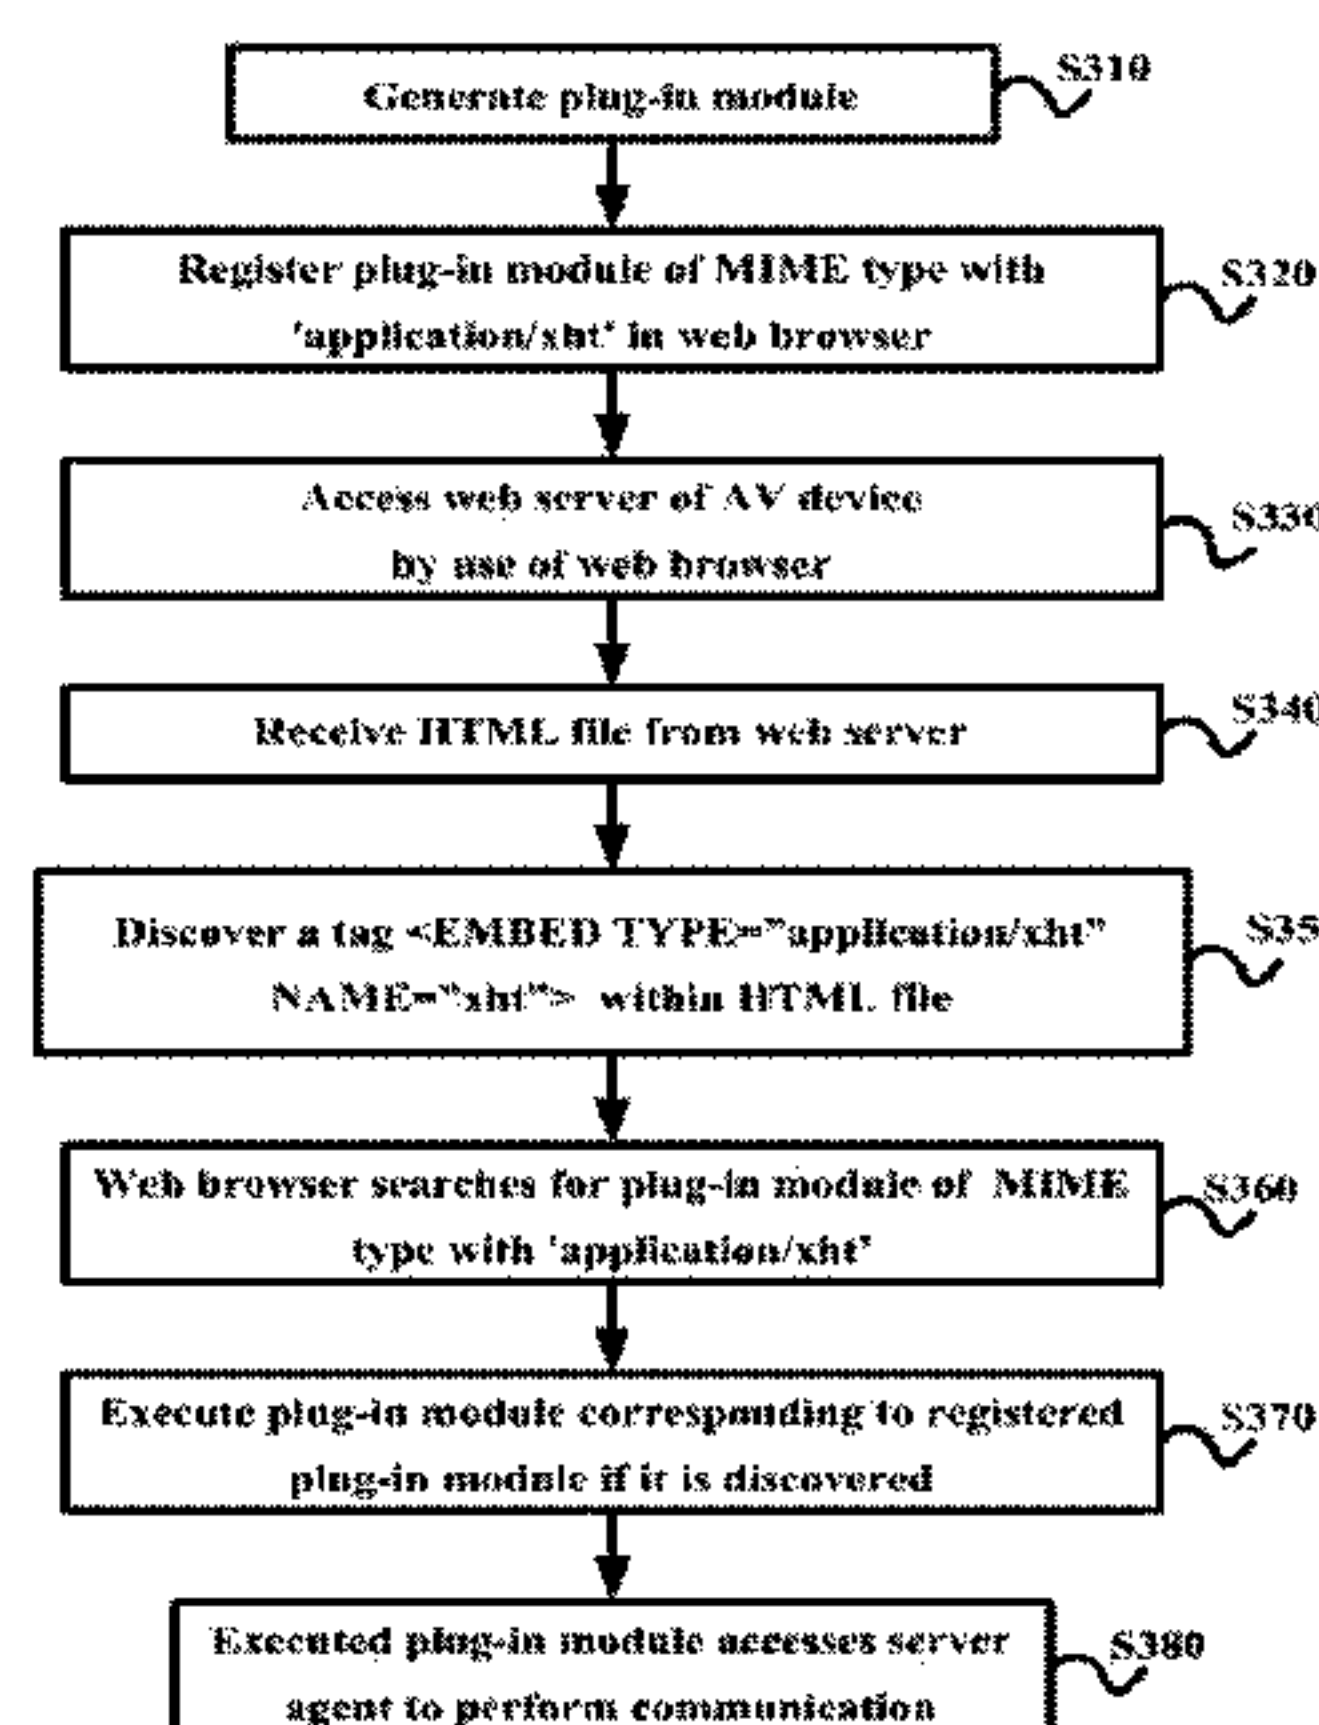 Generate plug-in module
S310
Register plug-in module of MIME type with
'application/xht' in web browser
S320
Access web server of AV device
by use of web browser
S330
Receive HTML file from web server
S340
Discover a tag <EMBED TYPE="application/xht"
NAME="xht"> within HTML file
S35
Web browser searches for plug-in module of MIME
type with 'application/xht'
S360
Execute plug-in module corresponding to registered
plug-in module if it is discovered
S370
Executed plug-in module accesses server
agent to perform communication
S380